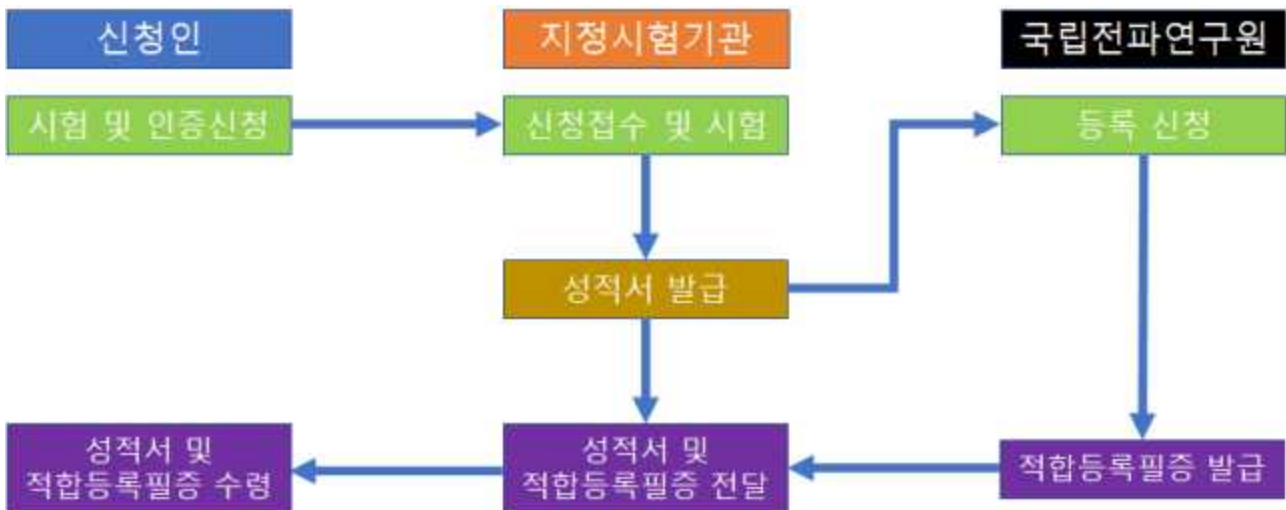 신청인
지정시험기관
국립전파연구원
시험 및 인증신청
신청접수 및 시험
등록 신청
성적서 발급
성적서 및
적합등록필증 수령
성적서 및
적합등록필증 전달
적합등록필증 발급